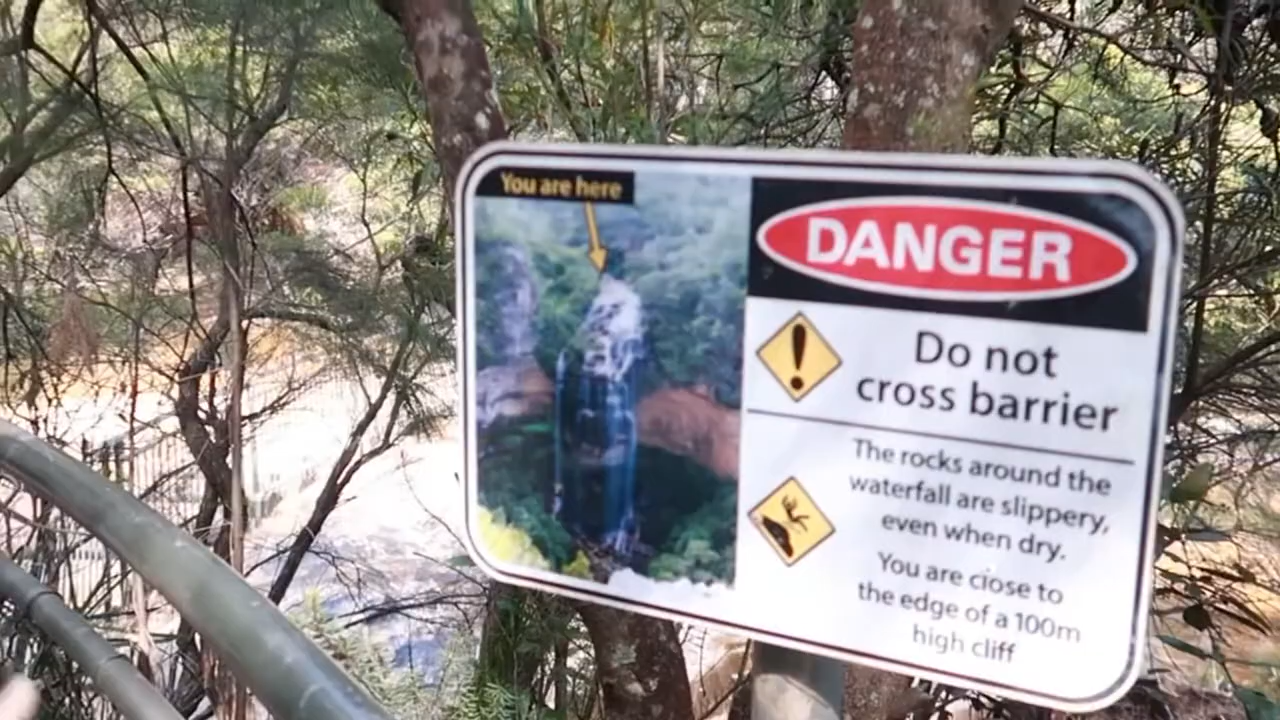 You are here
DANGER
Do not
cross barrier
The rocks around the
waterfall are slippery,
even when dry.
You are close to
the edge of a 100m
high cliff